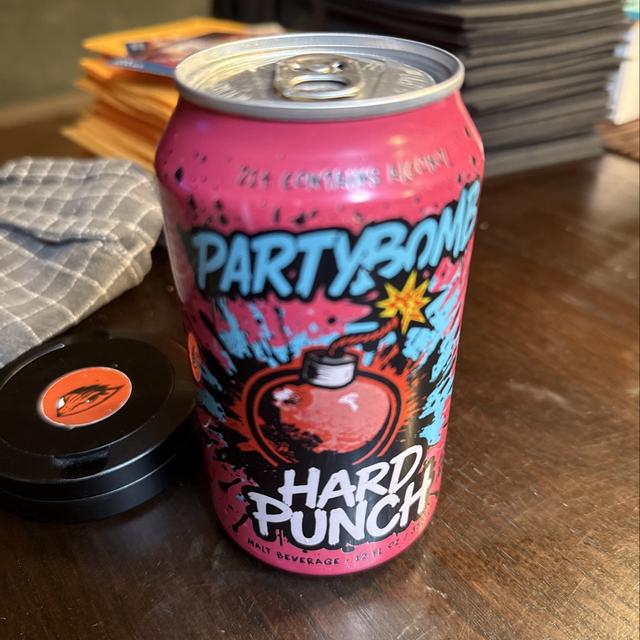 21+ CONTAINS ALCOHOL
PARTYBOMB
HARD
PUNCH
MALT BEVERAGE · 12 FL OZ